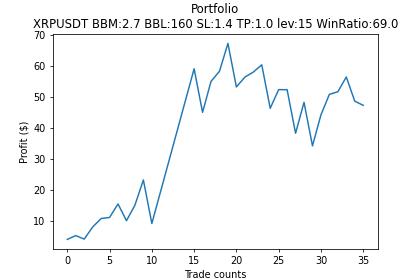 Portfolio
XRPUSDT BBM:2.7 BBL:160 SL:1.4 TP:1.0 lev:15 WinRatio:69.0
70
60
50
40
30
20
10
Profit ($)
0 5 10 15 20 25 30 35
Trade counts